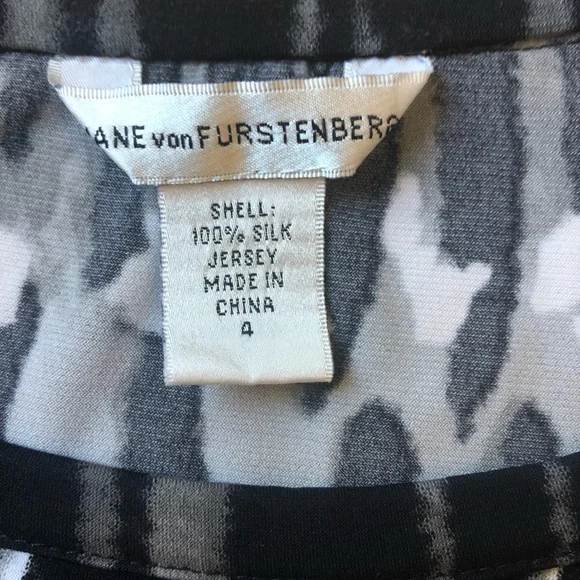 IANE von FURSTENBERG
SHELL:
100% SILK
JERSEY
MADE IN
CHINA
4